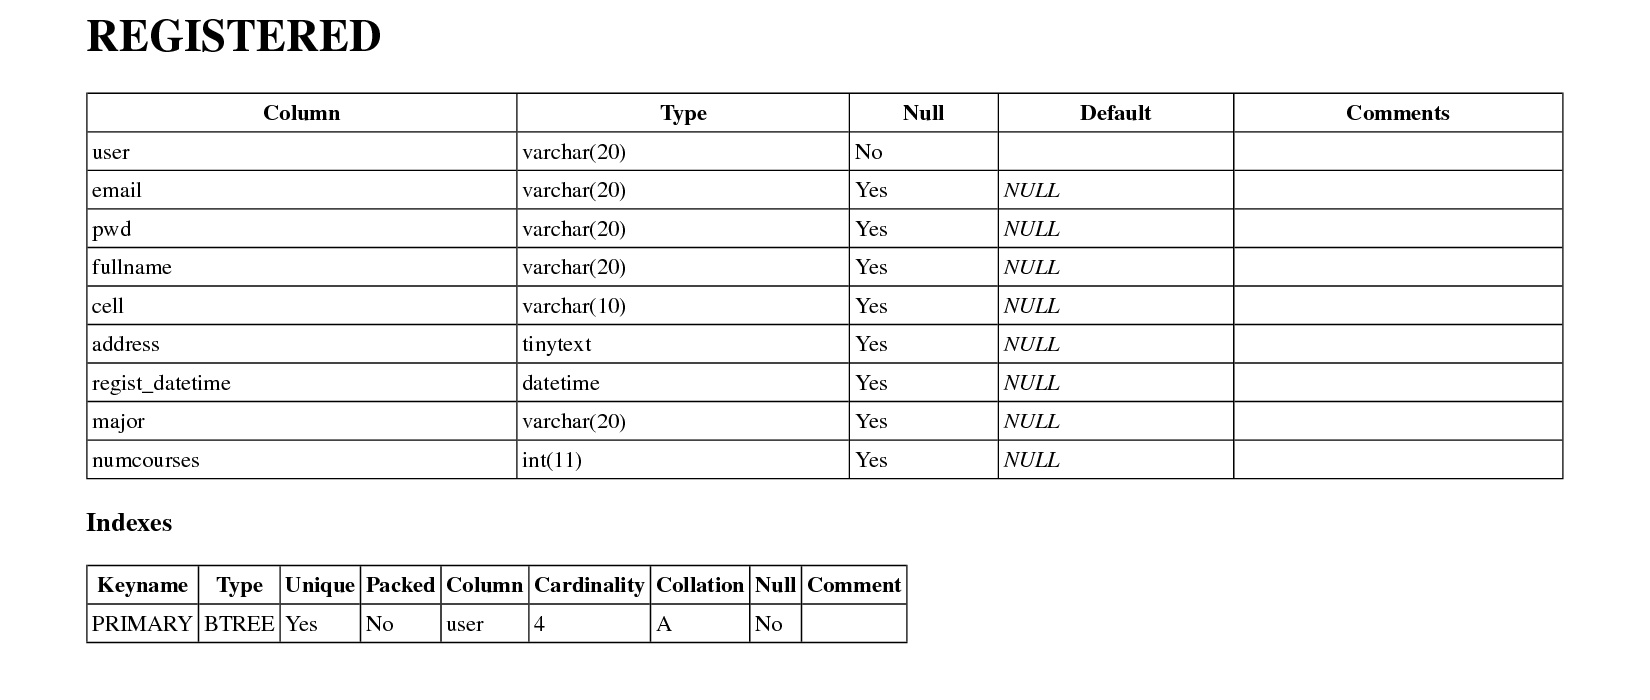 REGISTERED
Column Type Null Default Comments
user varchar(20) No
email varchar(20) Yes NULL
pwd varchar(20) Yes NULL
fullname varchar(20) Yes NULL
cell varchar(10) Yes NULL
address tinytext Yes NULL
regist_datetime datetime Yes NULL
major varchar(20) Yes NULL
numcourses int(11) Yes NULL
Indexes
Keyname Type Unique Packed Column Cardinality Collation Null Comment
PRIMARY BTREE Yes No user 4 A No